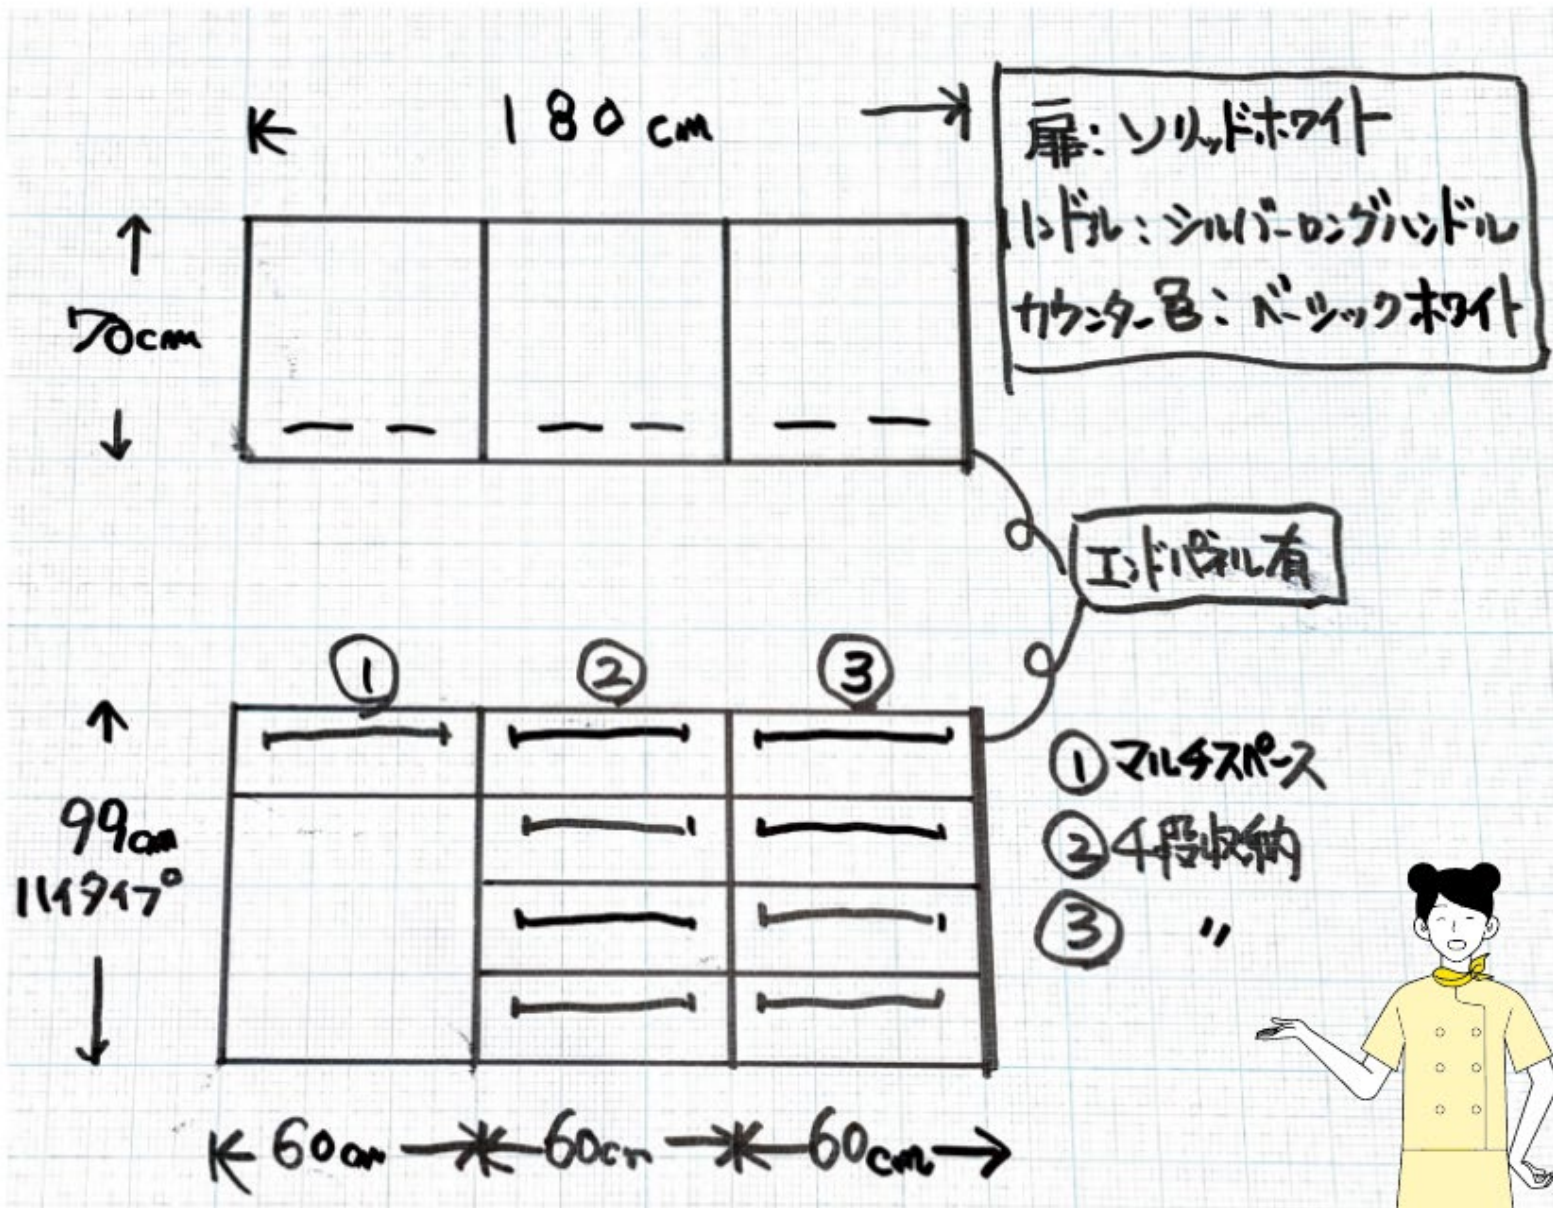 180cm
扉：ソリッドホワイト
ハンドル：シルバーロングハンドル
カウンター色：ベーシックホワイト
70cm
エンドパネル有
① ② ③
99cm
ハイタイプ
①マルチスペース
②4段収納
③ 〃
60cm 60cm 60cm